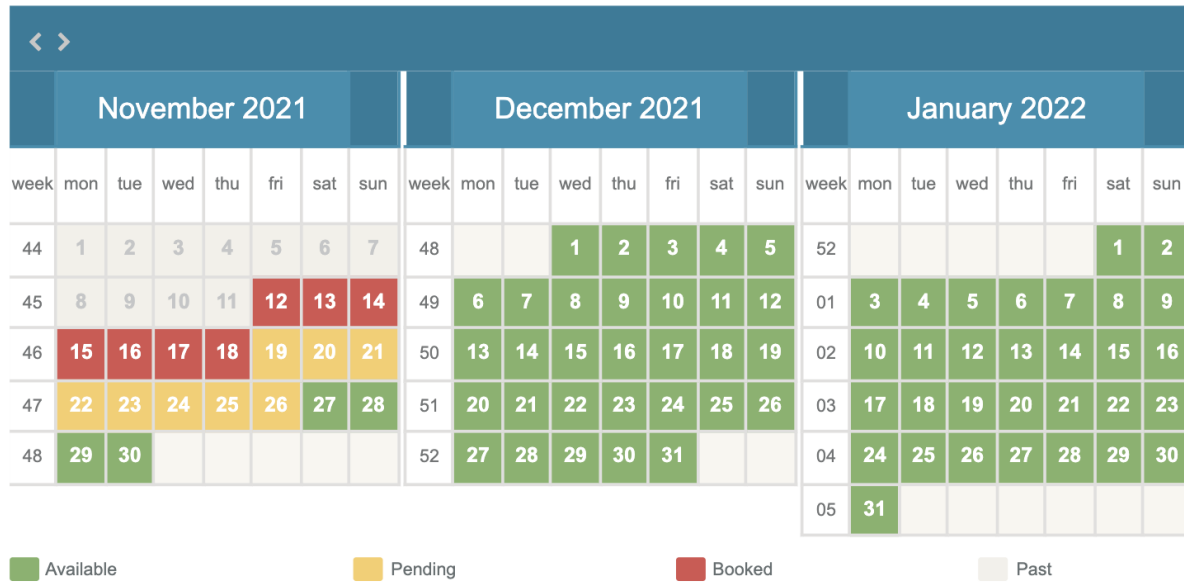 November 2021 December 2021 January 2022
week mon tue wed thu fri sat sun week mon tue wed thu fri sat sun week mon tue wed thu fri sat sun
44 1 2 3 4 5 6 7 48 1 2 3 4 5 52 1 2
45 8 9 10 11 12 13 14 49 6 7 8 9 10 11 12 01 3 4 5 6 7 8 9
46 15 16 17 18 19 20 21 50 13 14 15 16 17 18 19 02 10 11 12 13 14 15 16
47 22 23 24 25 26 27 28 51 20 21 22 23 24 25 26 03 17 18 19 20 21 22 23
48 29 30 52 27 28 29 30 31 04 24 25 26 27 28 29 30
05 31
Available Pending Booked Past